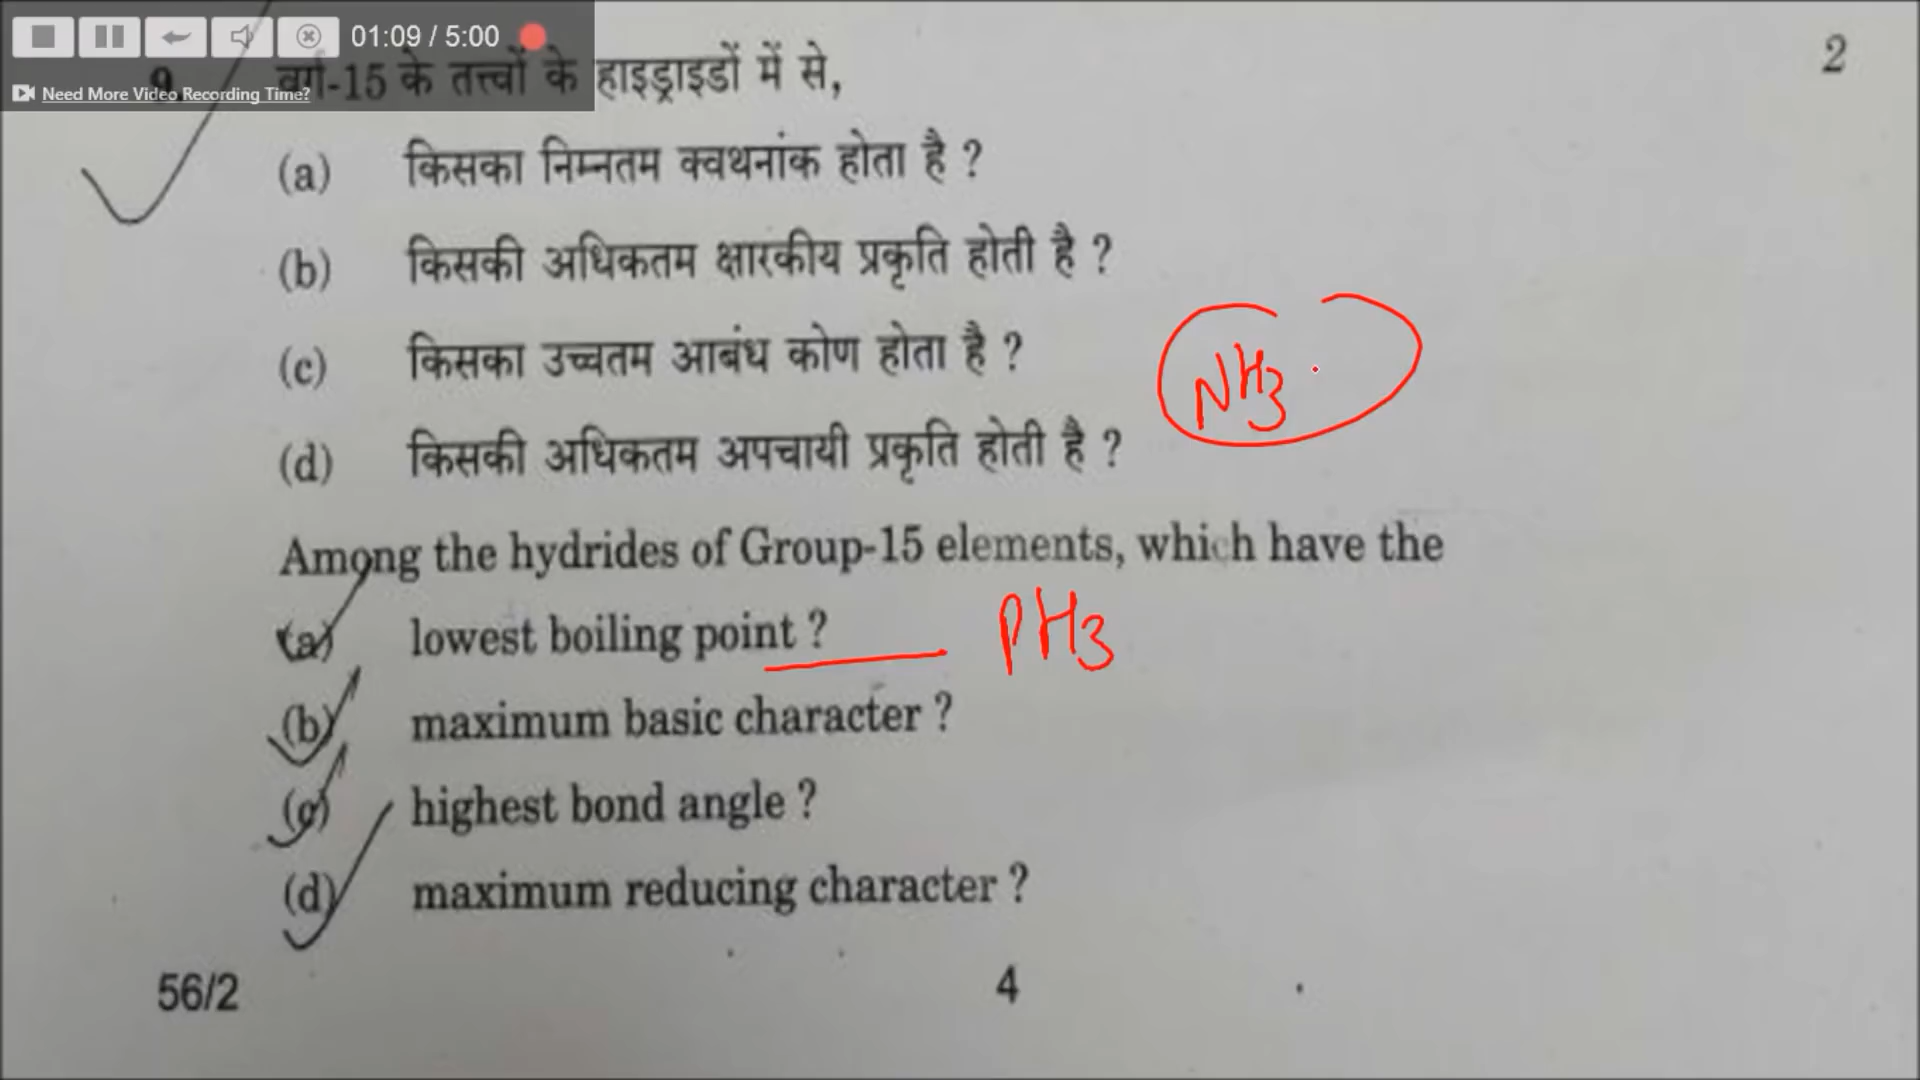 01:09 / 5:00
Need More Video Recording Time?
9. वर्ग-15 के तत्त्वों के हाइड्राइडों में से, 2
(a) किसका निम्नतम क्वथनांक होता है ?
(b) किसकी अधिकतम क्षारकीय प्रकृति होती है ?
(c) किसका उच्चतम आबंध कोण होता है ?
NH3
(d) किसकी अधिकतम अपचायी प्रकृति होती है ?
Among the hydrides of Group-15 elements, which have the
(a) lowest boiling point ? PH3
(b) maximum basic character ?
(c) highest bond angle ?
(d) maximum reducing character ?
56/2 4